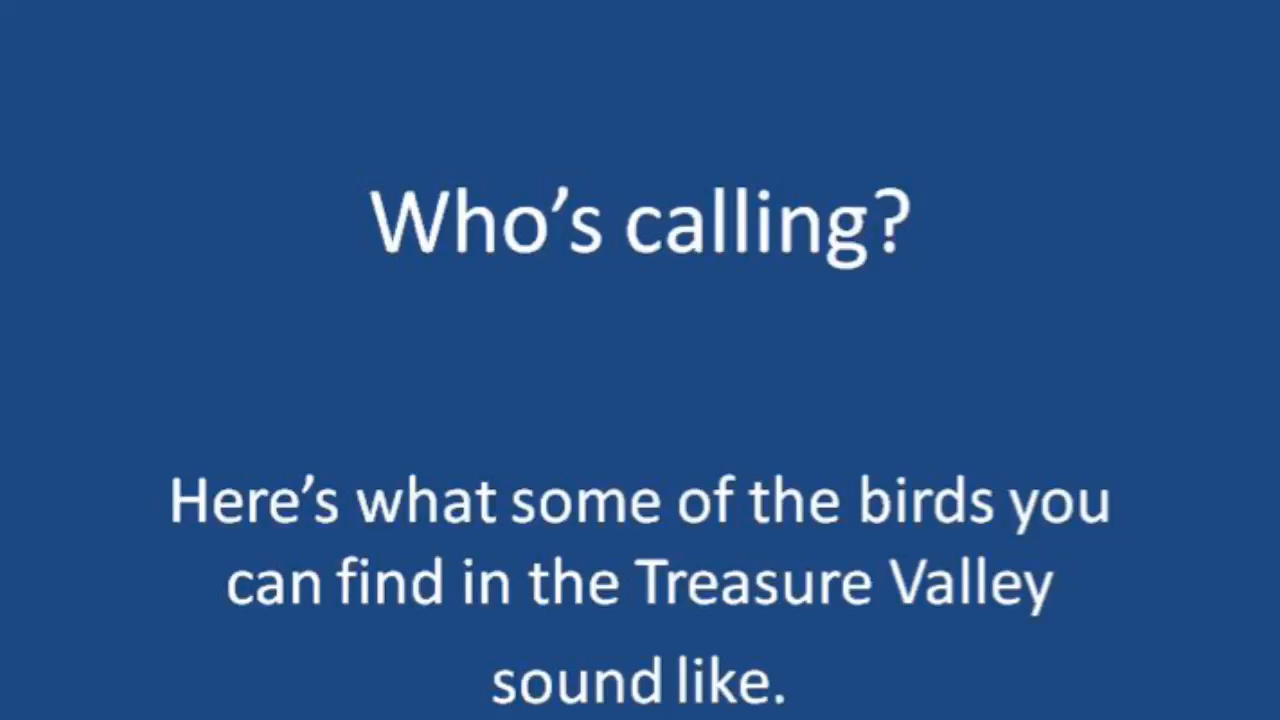 Who’s calling?
Here’s what some of the birds you
can find in the Treasure Valley
sound like.